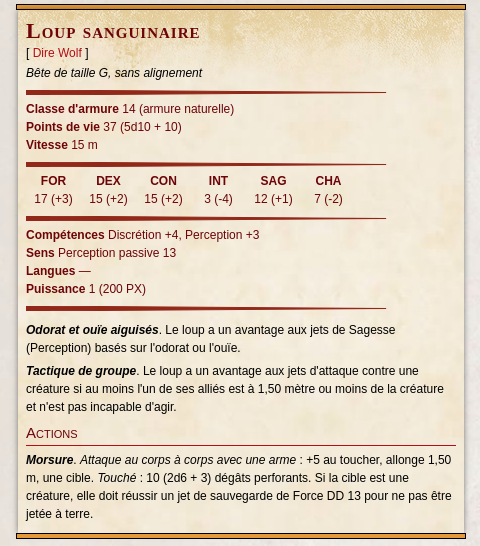 Loup sanguinaire
[ Dire Wolf ]
Bête de taille G, sans alignement
Classe d'armure 14 (armure naturelle)
Points de vie 37 (5d10 + 10)
Vitesse 15 m
FOR DEX CON INT SAG CHA
17 (+3) 15 (+2) 15 (+2) 3 (-4) 12 (+1) 7 (-2)
Compétences Discrétion +4, Perception +3
Sens Perception passive 13
Langues —
Puissance 1 (200 PX)
Odorat et ouïe aiguisés. Le loup a un avantage aux jets de Sagesse
(Perception) basés sur l'odorat ou l'ouïe.
Tactique de groupe. Le loup a un avantage aux jets d'attaque contre une
créature si au moins l'un de ses alliés est à 1,50 mètre ou moins de la créature
et n'est pas incapable d'agir.
Actions
Morsure. Attaque au corps à corps avec une arme : +5 au toucher, allonge 1,50
m, une cible. Touché : 10 (2d6 + 3) dégâts perforants. Si la cible est une
créature, elle doit réussir un jet de sauvegarde de Force DD 13 pour ne pas être
jetée à terre.